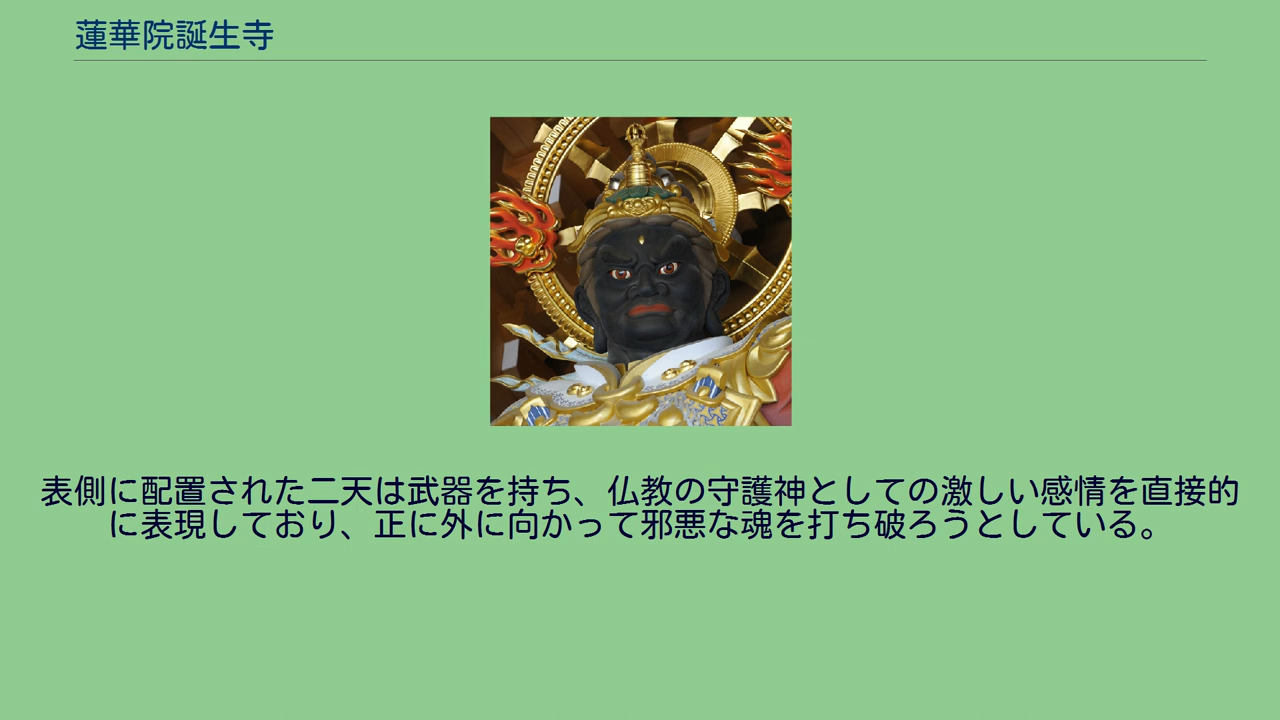 蓮華院誕生寺
表側に配置された二天は武器を持ち、仏教の守護神としての激しい感情を直接的
に表現しており、正に外に向かって邪悪な魂を打ち破ろうとしている。